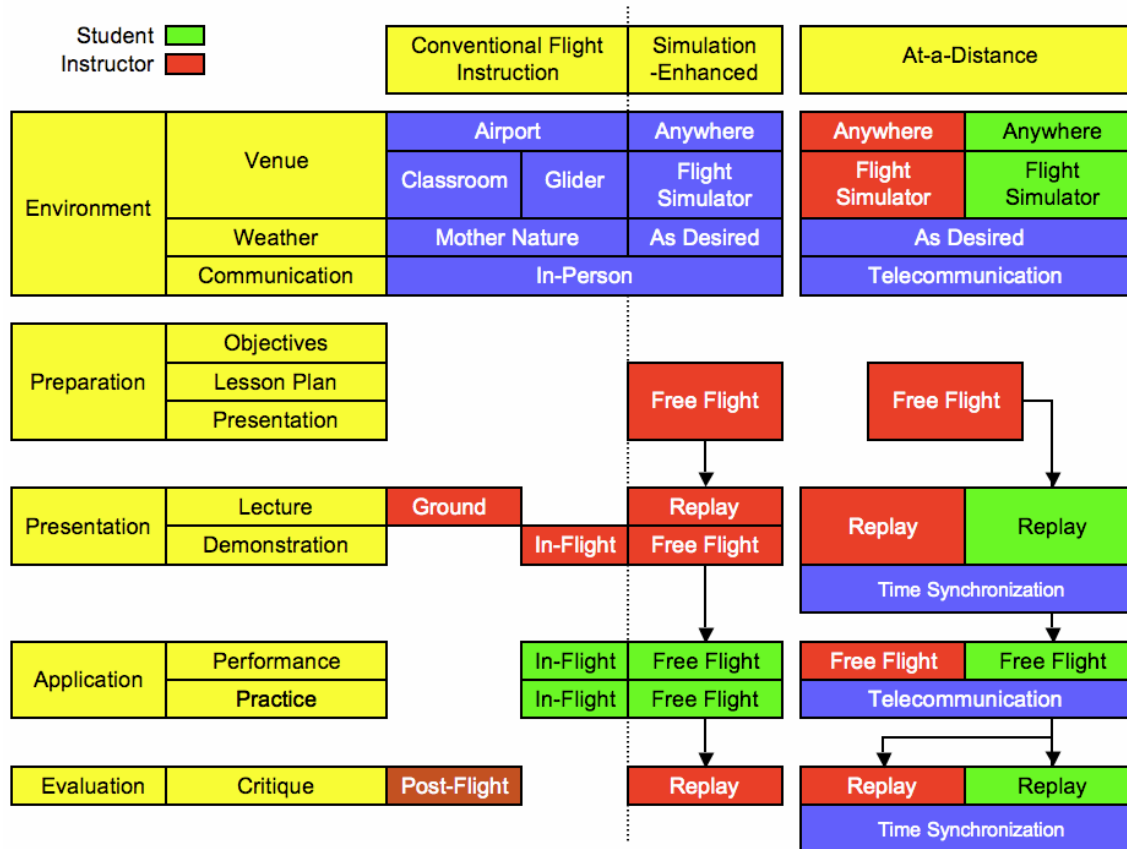 Student
Instructor
Conventional Flight
Instruction
Simulation
-Enhanced
At-a-Distance
Environment
Venue
Airport
Anywhere
Anywhere
Anywhere
Classroom
Glider
Flight
Simulator
Flight
Simulator
Flight
Simulator
Weather
Mother Nature
As Desired
As Desired
Communication
In-Person
Telecommunication
Preparation
Objectives
Lesson Plan
Presentation
Free Flight
Free Flight
Presentation
Lecture
Ground
Replay
Replay
Replay
Demonstration
In-Flight
Free Flight
Time Synchronization
Application
Performance
In-Flight
Free Flight
Free Flight
Free Flight
Practice
In-Flight
Free Flight
Telecommunication
Evaluation
Critique
Post-Flight
Replay
Replay
Replay
Time Synchronization